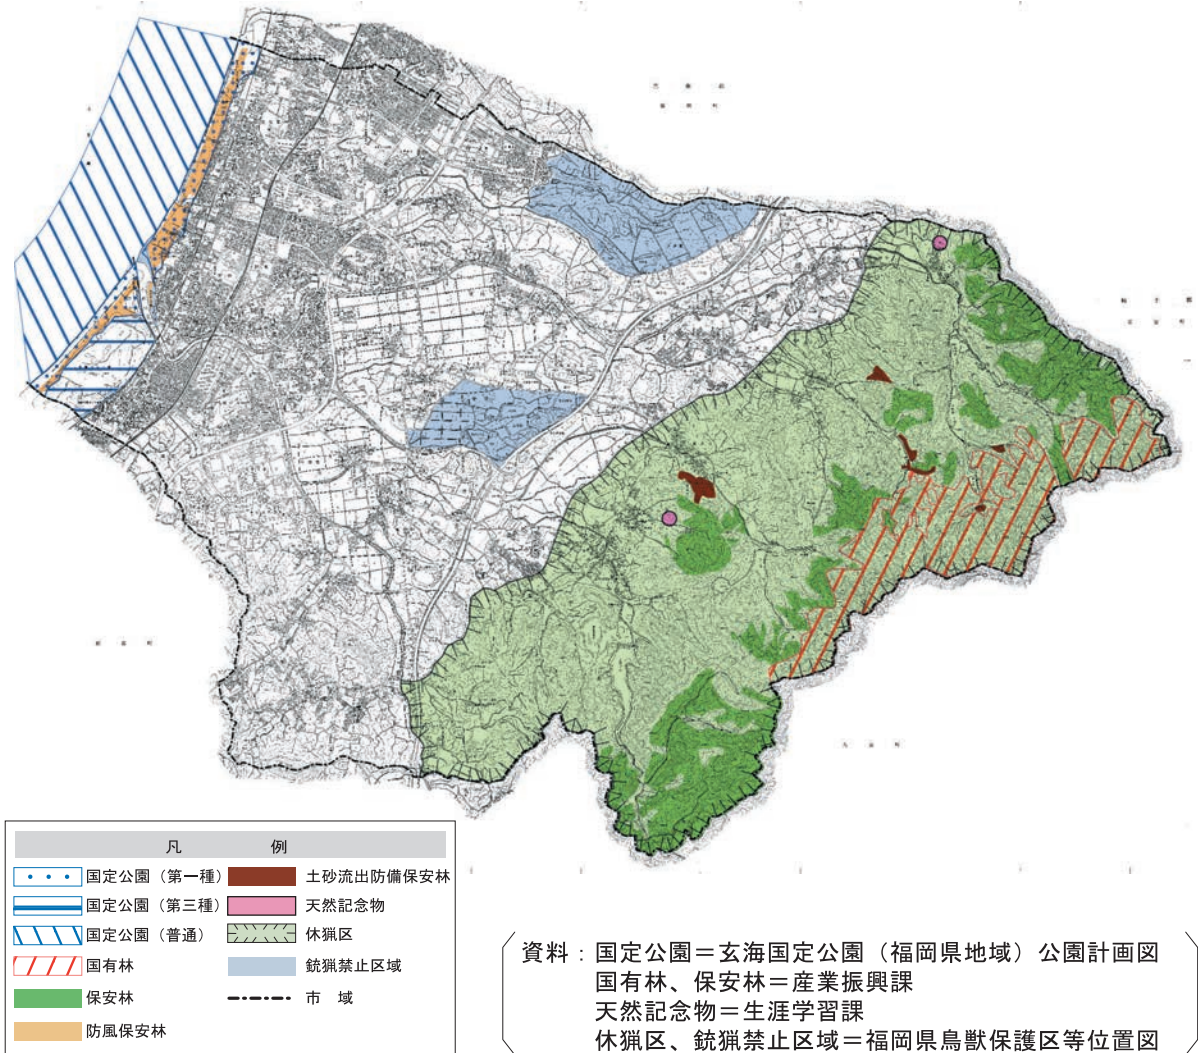 凡 例
国定公園（第一種）
国定公園（第三種）
国定公園（普通）
国有林
保安林
防風保安林
土砂流出防備保安林
天然記念物
休猟区
銃猟禁止区域
市 域
資料：国定公園＝玄海国定公園（福岡県地域）公園計画図
国有林、保安林＝産業振興課
天然記念物＝生涯学習課
休猟区、銃猟禁止区域＝福岡県鳥獣保護区等位置図